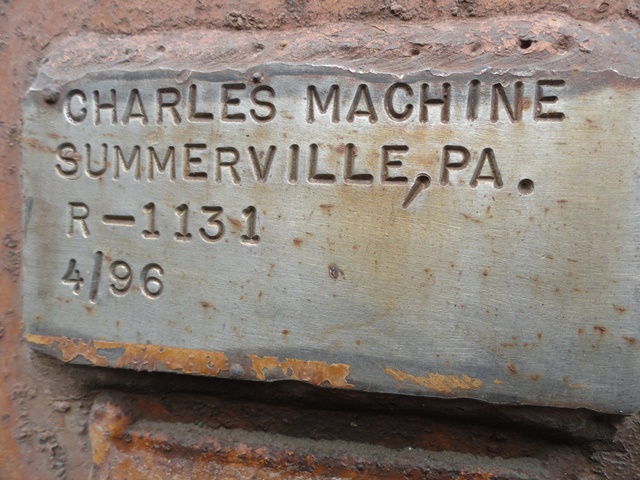 CHARLES MACHINE
SUMMERVILLE, PA.
R-1131
4/96